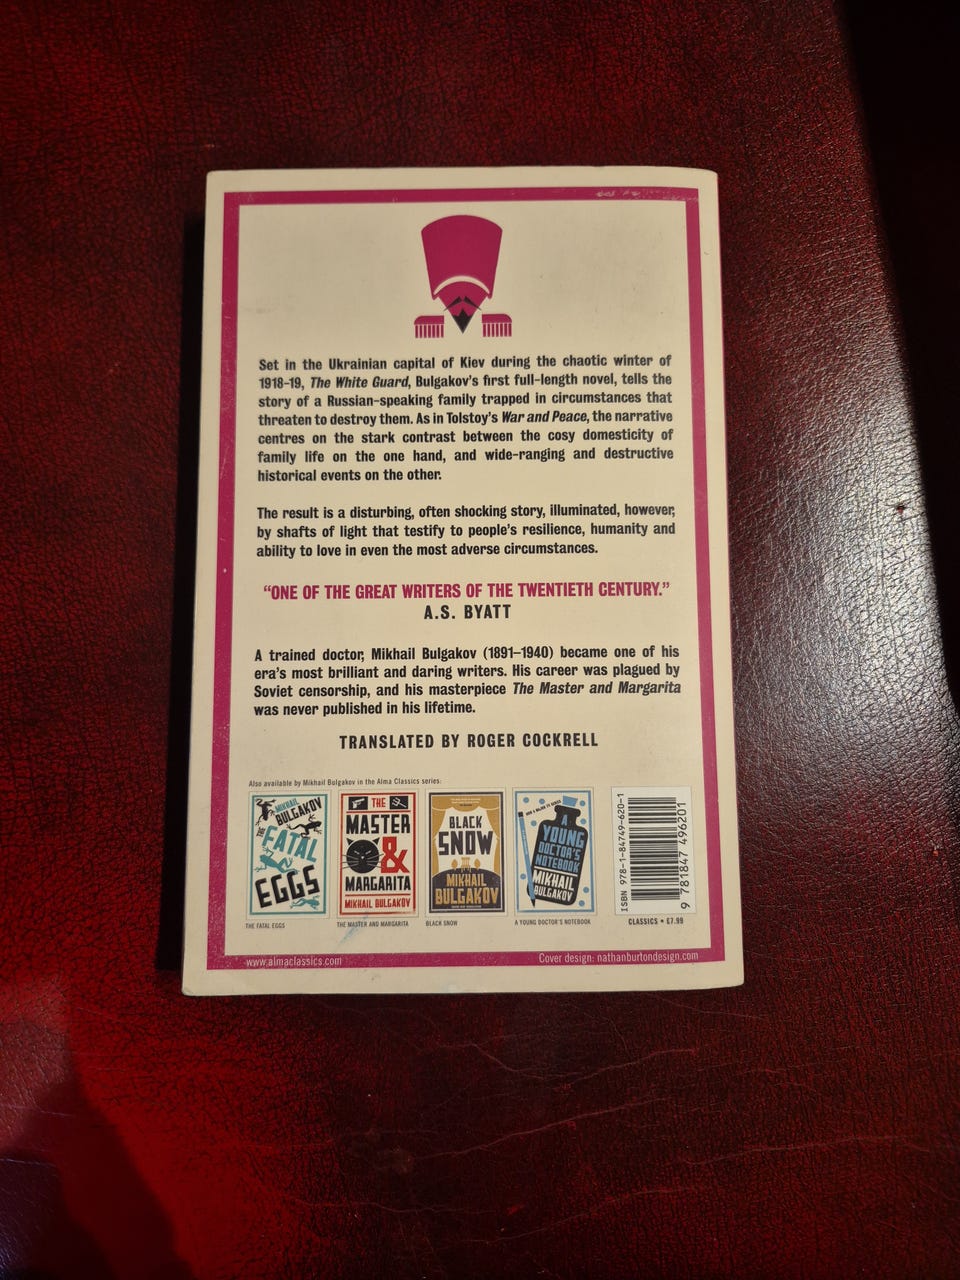 Set in the Ukrainian capital of Kiev during the chaotic winter of
1918–19, The White Guard, Bulgakov's first full-length novel, tells the
story of a Russian-speaking family trapped in circumstances that
threaten to destroy them. As in Tolstoy's War and Peace, the narrative
centres on the stark contrast between the cosy domesticity of
family life on the one hand, and wide-ranging and destructive
historical events on the other.
The result is a disturbing, often shocking story, illuminated, however,
by shafts of light that testify to people's resilience, humanity and
ability to love in even the most adverse circumstances.
"ONE OF THE GREAT WRITERS OF THE TWENTIETH CENTURY."
A.S. BYATT
A trained doctor, Mikhail Bulgakov (1891–1940) became one of his
era's most brilliant and daring writers. His career was plagued by
Soviet censorship, and his masterpiece The Master and Margarita
was never published in his lifetime.
TRANSLATED BY ROGER COCKRELL
Also available by Mikhail Bulgakov in the Alma Classics series:
MIKHAIL
BULGAKOV
THE
FATAL
EGGS
THE
MASTER
&
MARGARITA
MIKHAIL BULGAKOV
BLACK
SNOW
MIKHAIL
BULGAKOV
A
YOUNG
DOCTOR'S
NOTEBOOK
MIKHAIL
BULGAKOV
ISBN 978-1-84749-620-1
9 781847 496201
THE FATAL EGGS
THE MASTER AND MARGARITA
BLACK SNOW
A YOUNG DOCTOR'S NOTEBOOK
CLASSICS • £7.99
www.almaclassics.com
Cover design: nathanburtondesign.com